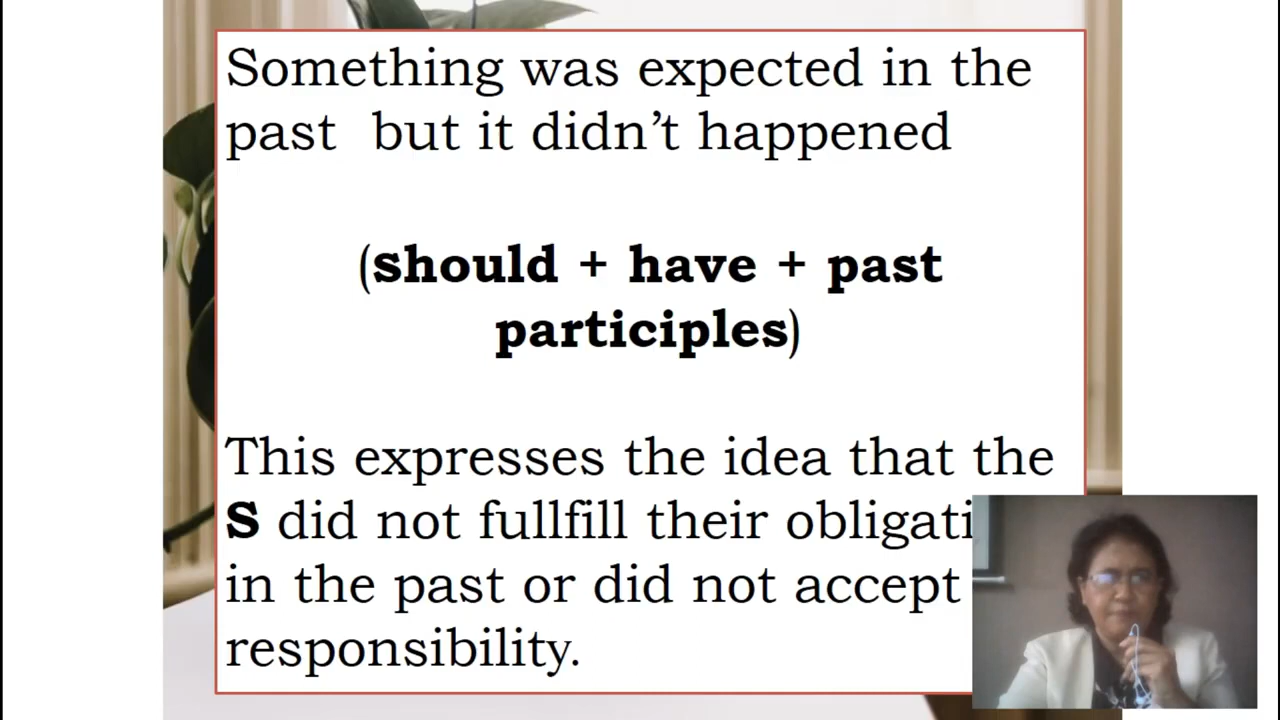 Something was expected in the
past but it didn't happened
(should + have + past
participles)
This expresses the idea that the
S did not fullfill their
in the past or did not accept
responsibility.